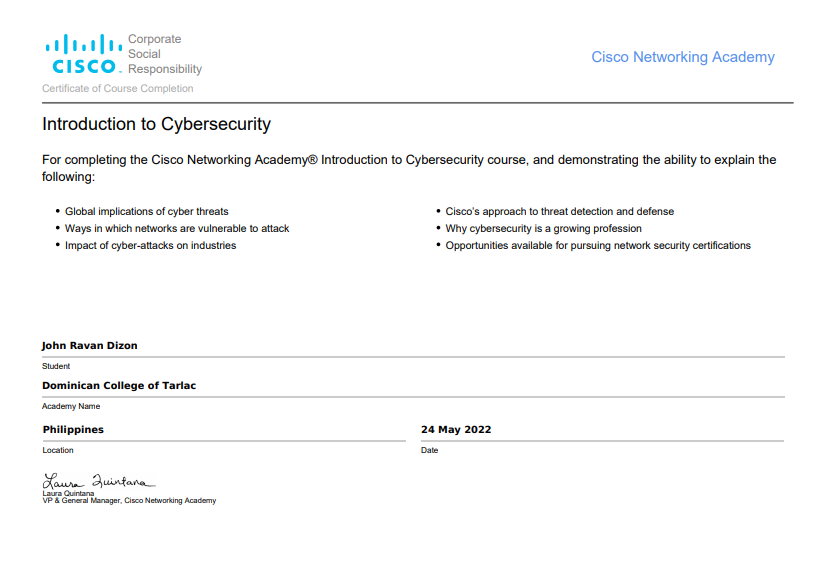 Corporate
Social
Responsibility
CISCO
Cisco Networking Academy
Certificate of Course Completion
Introduction to Cybersecurity
For completing the Cisco Networking Academy® Introduction to Cybersecurity course, and demonstrating the ability to explain the
following:
• Global implications of cyber threats
• Ways in which networks are vulnerable to attack
• Impact of cyber-attacks on industries
• Cisco's approach to threat detection and defense
• Why cybersecurity is a growing profession
• Opportunities available for pursuing network security certifications
John Ravan Dizon
Student
Dominican College of Tarlac
Academy Name
Philippines
Location
24 May 2022
Date
Laura Quintana
Laura Quintana
VP & General Manager, Cisco Networking Academy